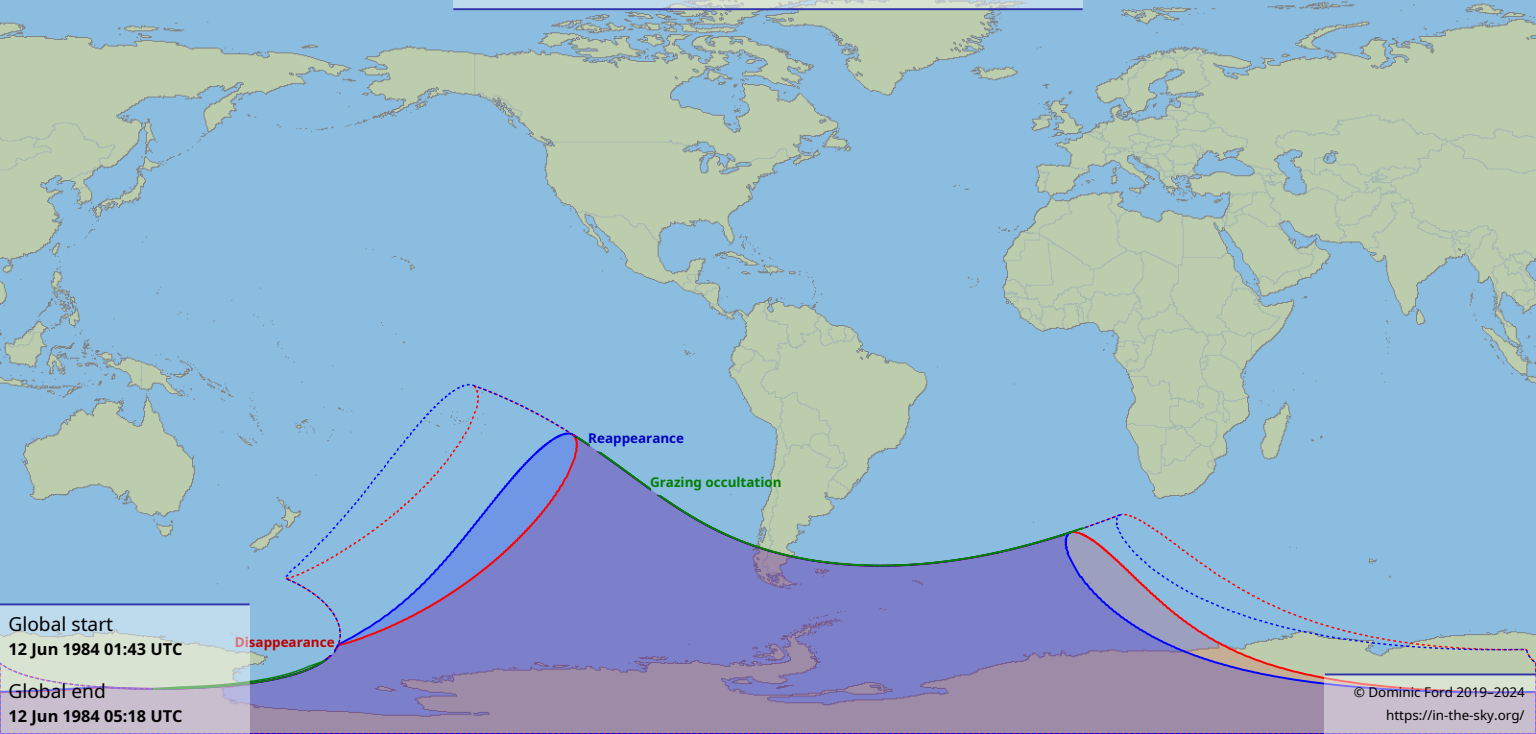 Reappearance
Grazing occultation
Disappearance
Global start
12 Jun 1984 01:43 UTC
Global end
12 Jun 1984 05:18 UTC
© Dominic Ford 2019–2024
https://in-the-sky.org/